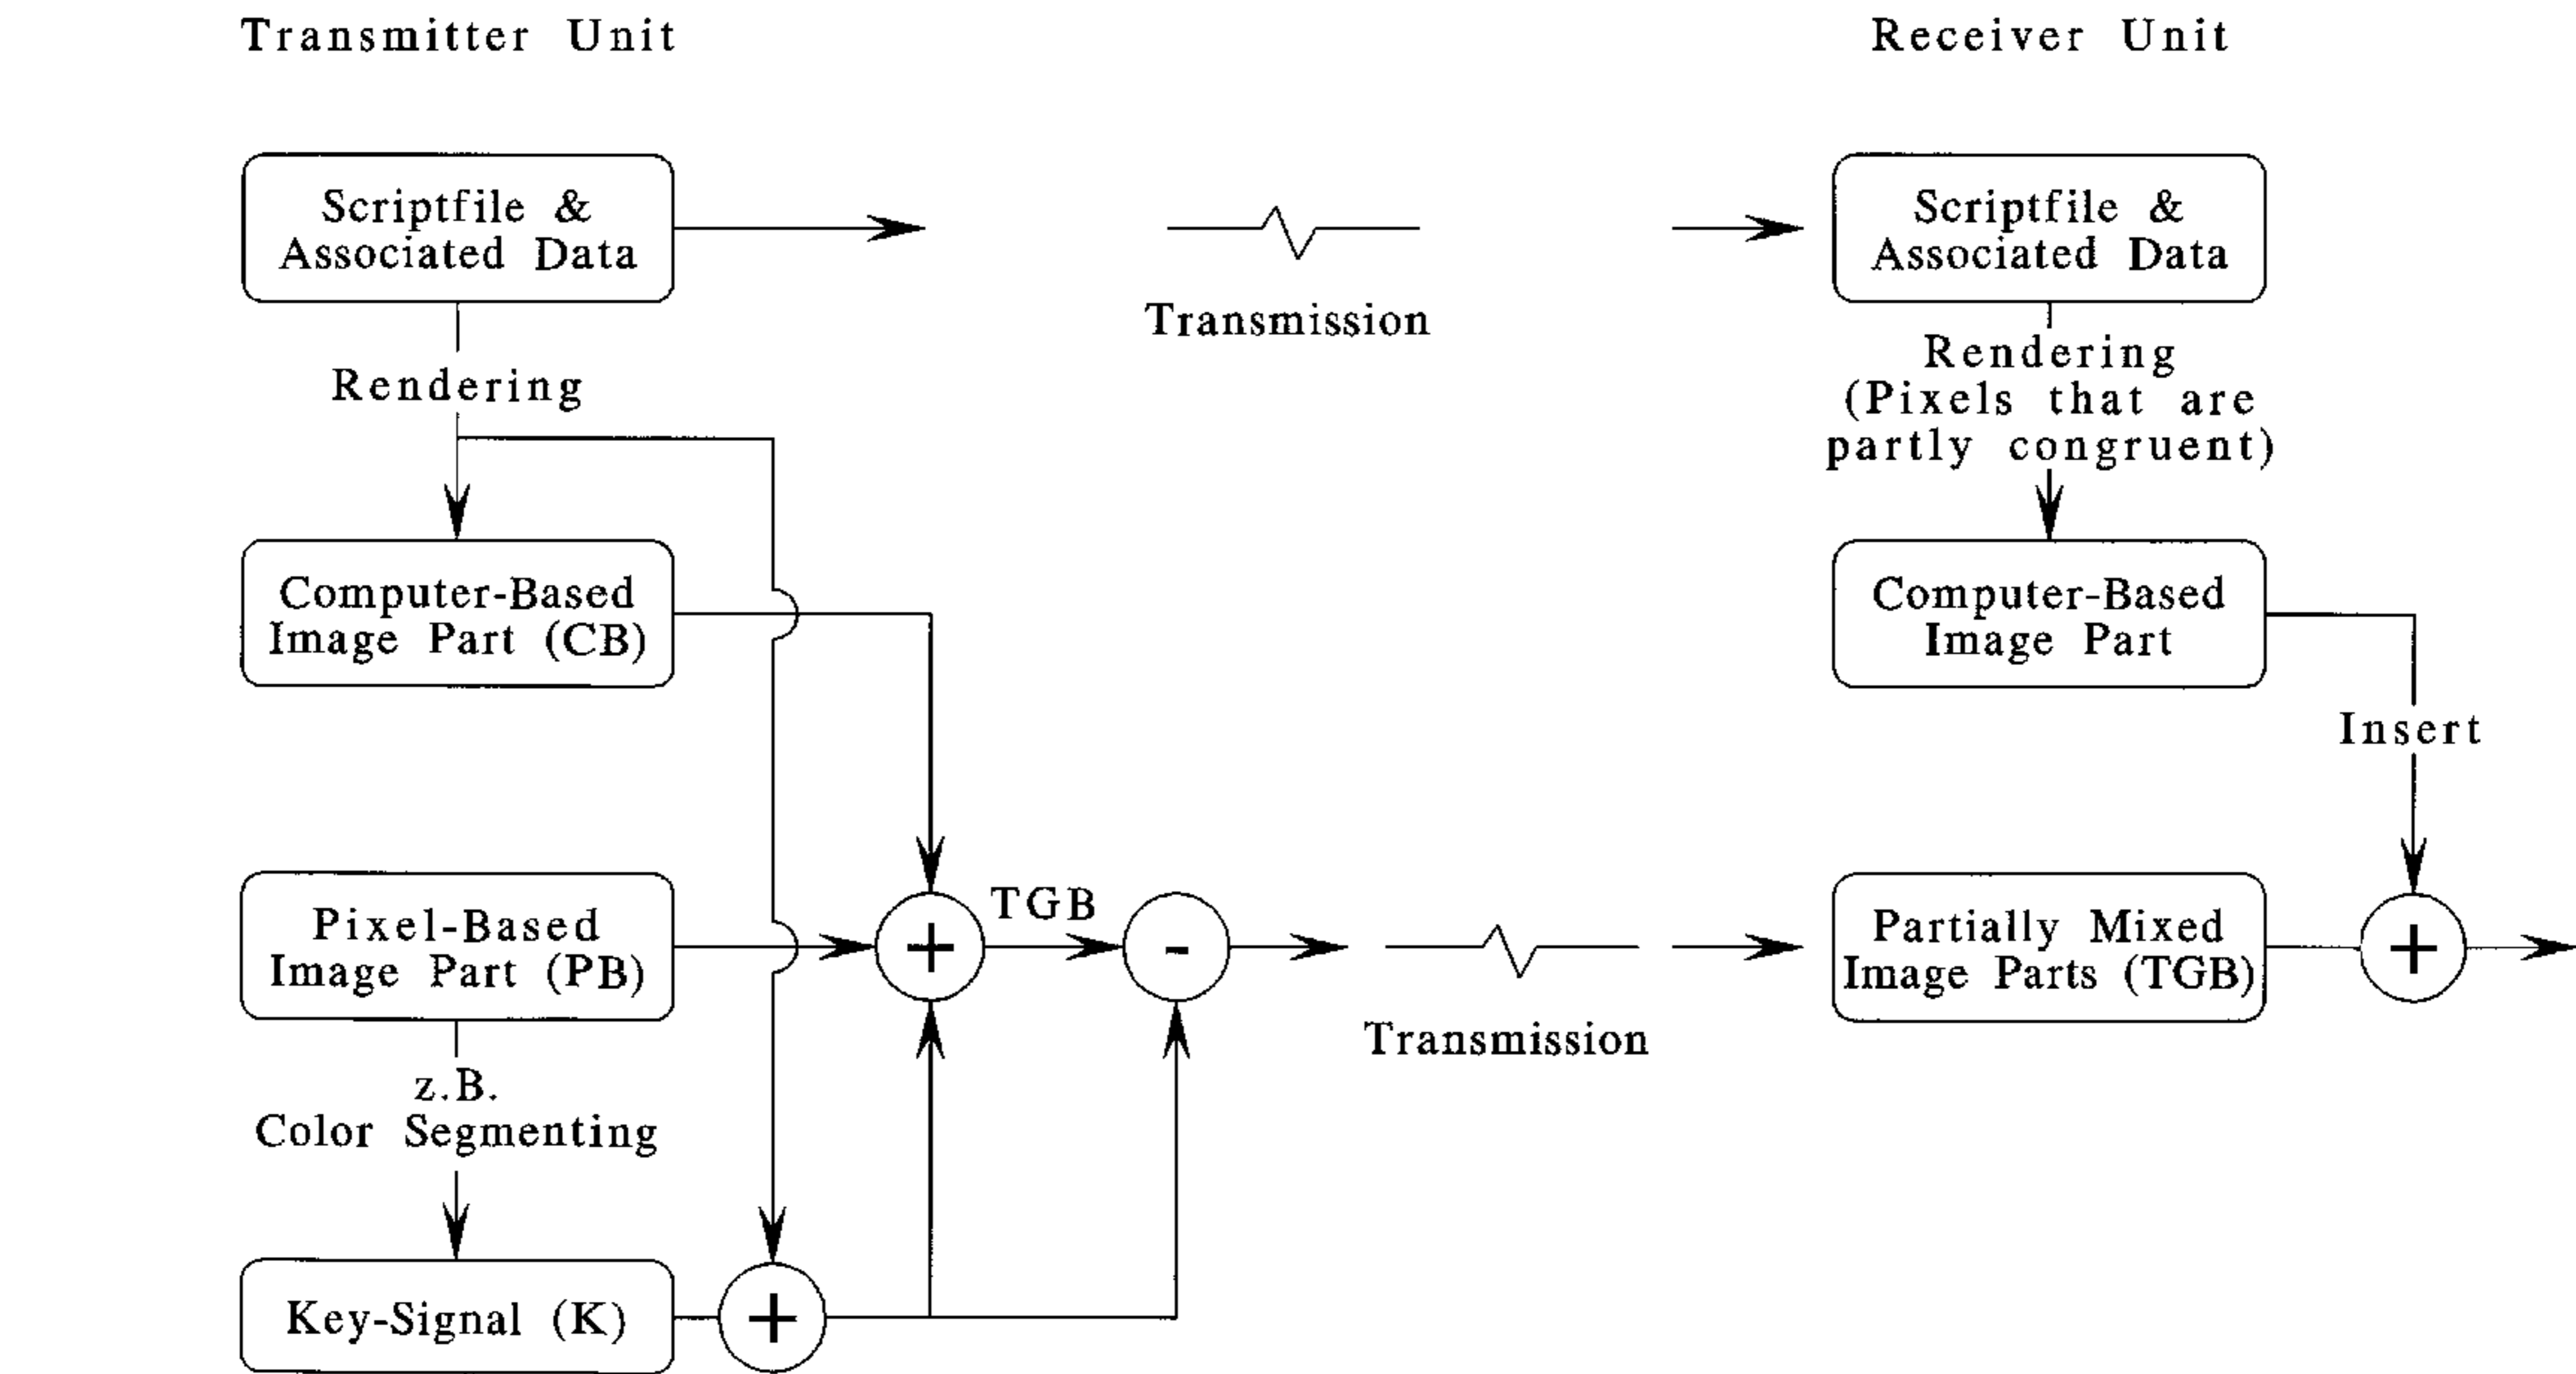 Transmitter Unit
Receiver Unit
Scriptfile &
Associated Data
Transmission
Scriptfile &
Associated Data
Rendering
Rendering
(Pixels that are
partly congruent)
Computer-Based
Image Part (CB)
Computer-Based
Image Part
Insert
Pixel-Based
Image Part (PB)
+
TGB
-
Partially Mixed
Image Parts (TGB)
+
Transmission
z.B.
Color Segmenting
Key-Signal (K)
+